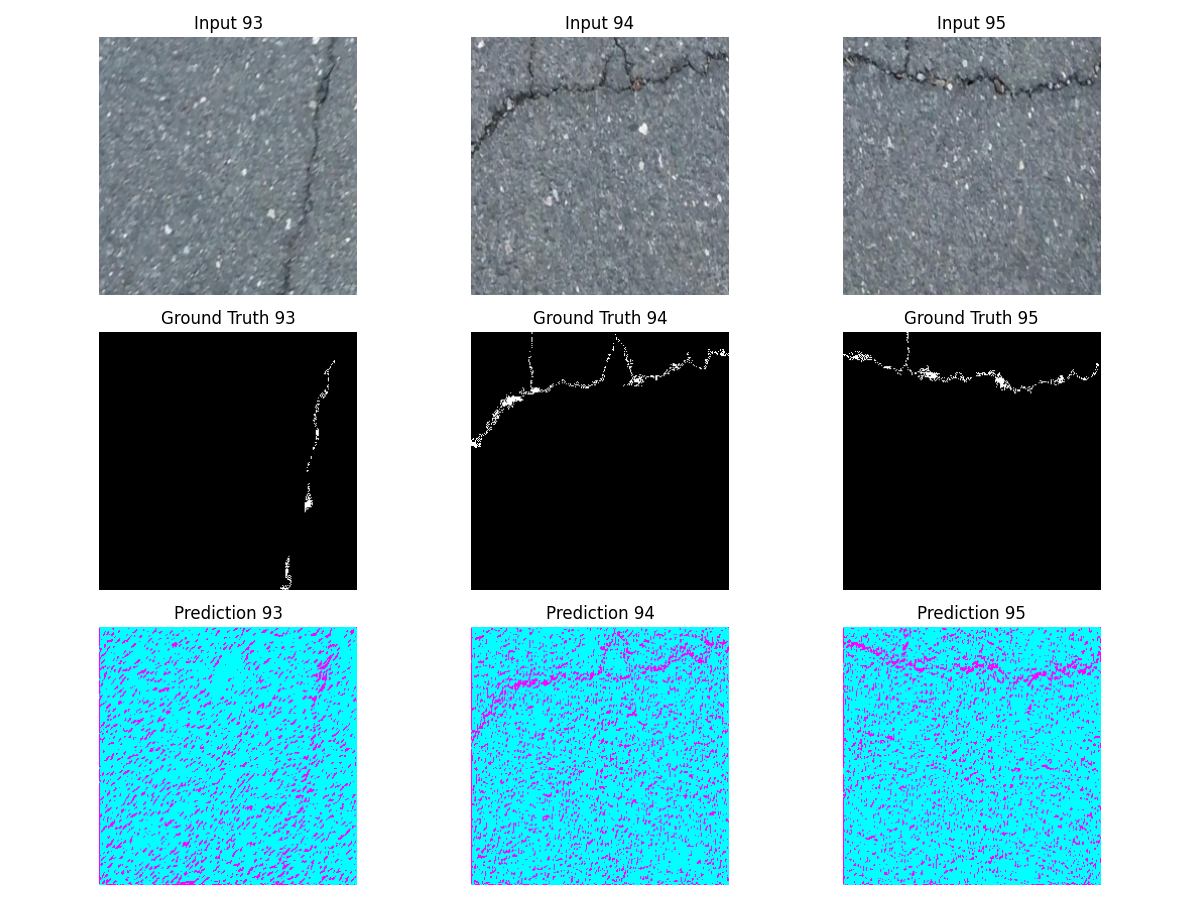 Input 93
Input 94
Input 95
Ground Truth 93
Ground Truth 94
Ground Truth 95
Prediction 93
Prediction 94
Prediction 95